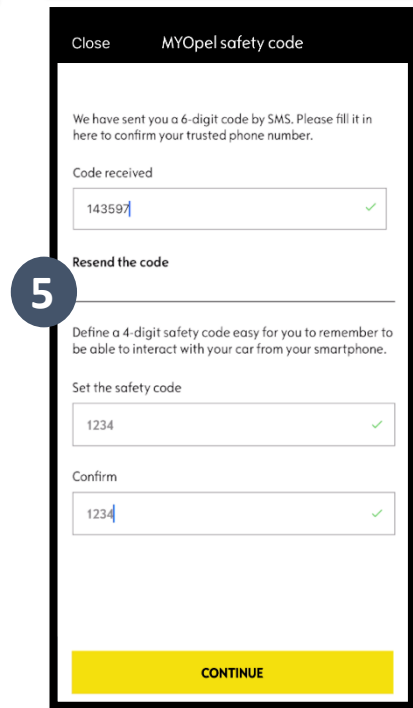 Close MYOpel safety code
We have sent you a 6-digit code by SMS. Please fill it in
here to confirm your trusted phone number.
Code received
143597
Resend the code
5
Define a 4-digit safety code easy for you to remember to
be able to interact with your car from your smartphone.
Set the safety code
1234
Confirm
1234
CONTINUE